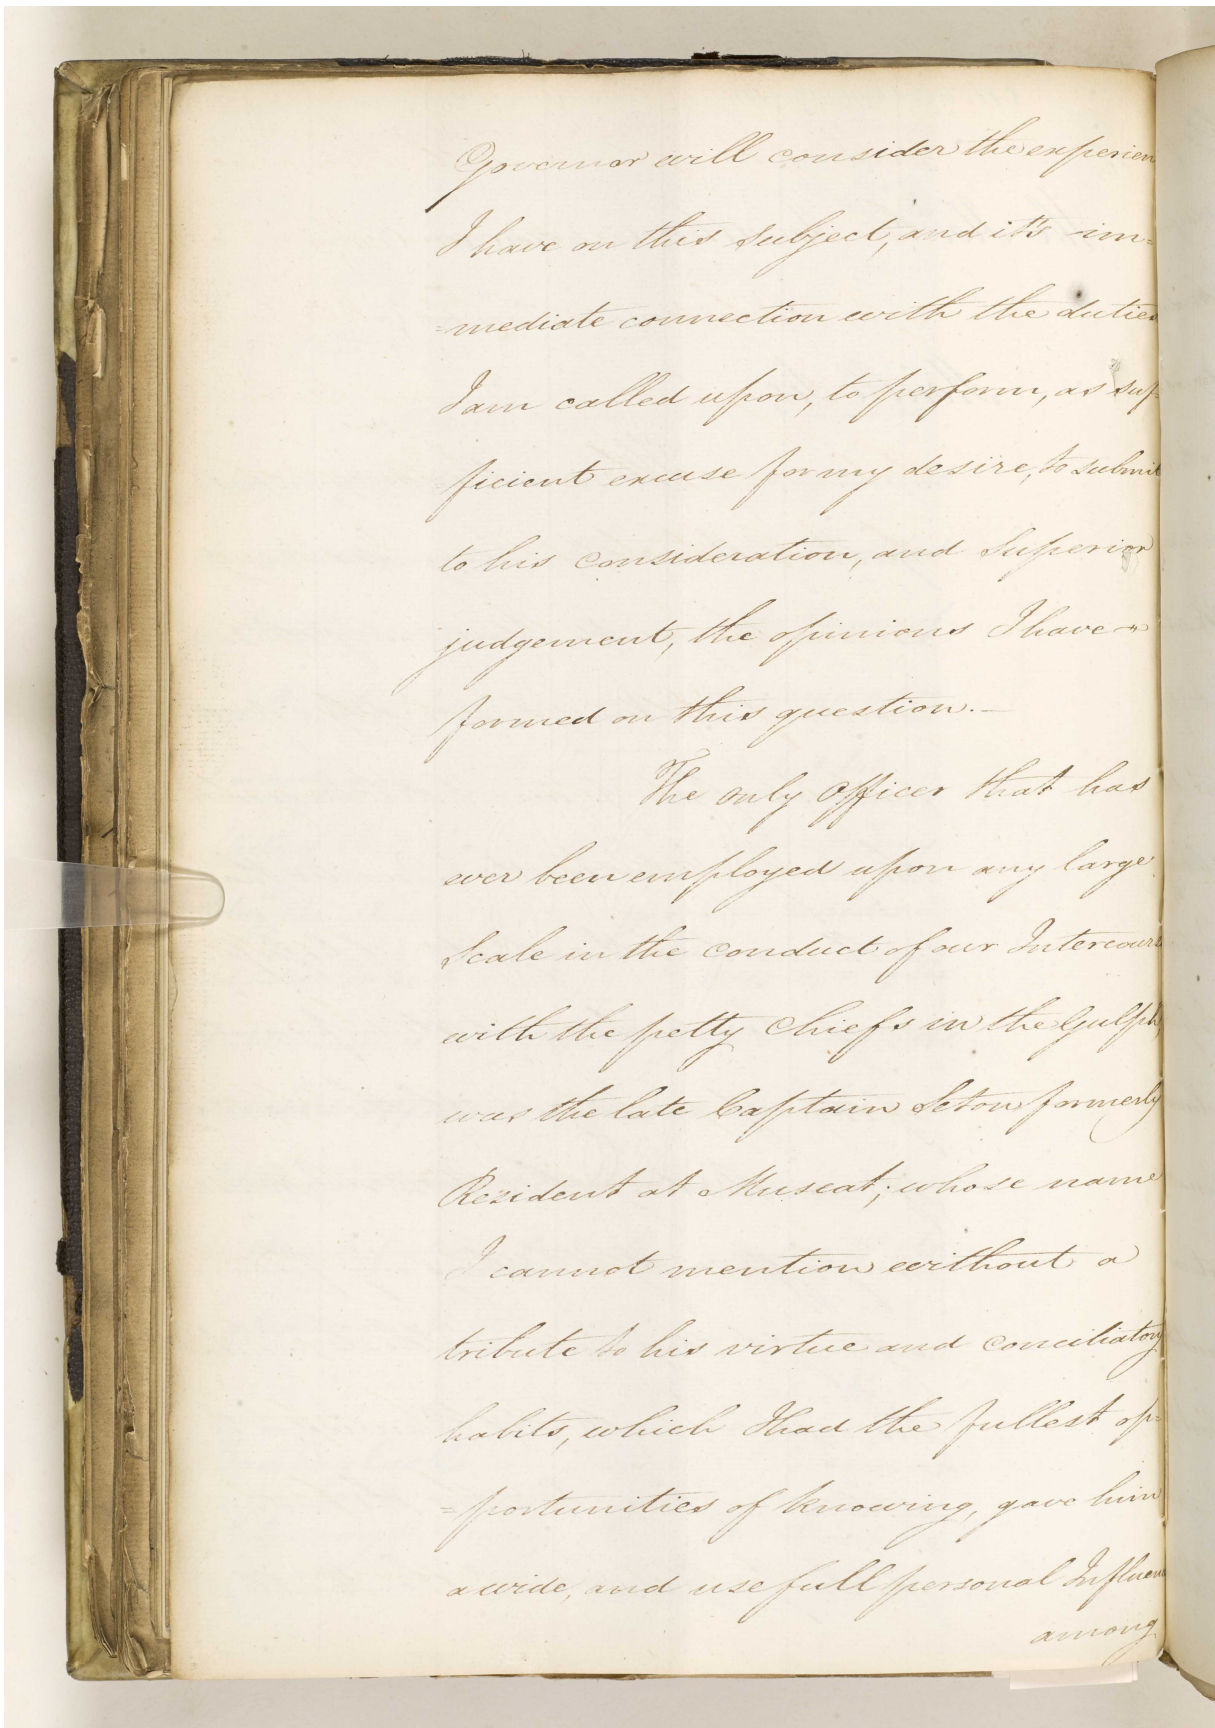 Governor will consider the experien
I have on this subject, and it's im=
=mediate connection with the duties
I am called upon, to perform, as suf=
=ficient excuse for my desire, to submit
to his consideration, and Superior
judgement, the opinions I have
formed on this question.—
The only Officer that has
ever been employed upon any large
Scale in the conduct of our Intercourse
with the petty Chiefs in the Gulph,
was the late Captain Seton formerly
Resident at Muscat; whose name
I cannot mention without a
tribute to his virtue and conciliatory
habits, which I had the fullest op=
=portunities of knowing, gave him
a wide, and usefull personal Influen
among